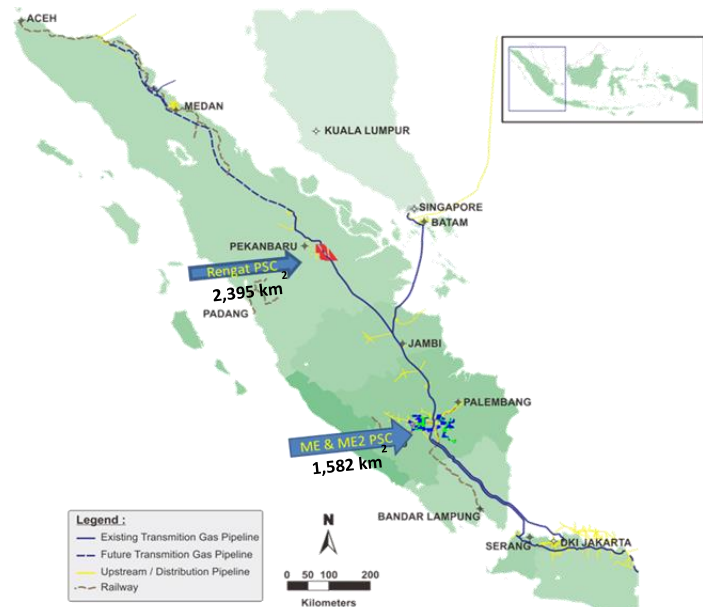 ACEH
MEDAN
KUALA LUMPUR
SINGAPORE
BATAM
PEKANBARU
Rengat PSC
2,395 km2
PADANG
JAMBI
PALEMBANG
ME & ME2 PSC
1,582 km2
BANDAR LAMPUNG
SERANG
DKI JAKARTA
Legend :
Existing Transmition Gas Pipeline
Future Transmition Gas Pipeline
Upstream / Distribution Pipeline
Railway
N
0 50 100 200
Kilometers